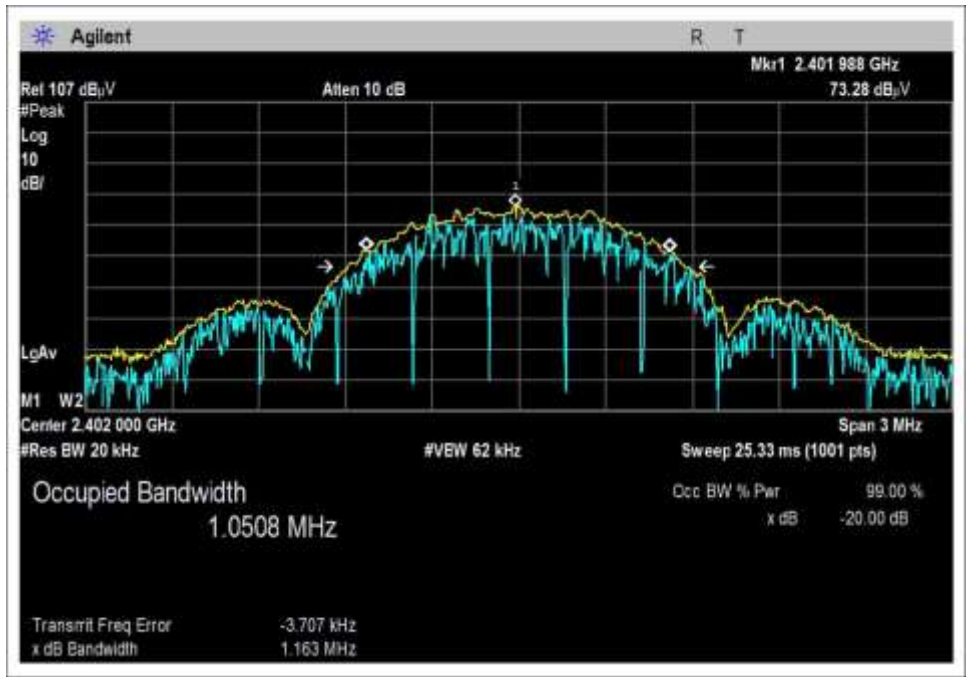 Agilent
R T
Mkr1 2.401 988 GHz
Ref 107 dBµV
Atten 10 dB
73.28 dBµV
#Peak
Log
10
dB/
1
LgAv
M1 W2
Center 2.402 000 GHz
Span 3 MHz
#Res BW 20 kHz
#VBW 62 kHz
Sweep 25.33 ms (1001 pts)
Occupied Bandwidth
1.0508 MHz
Occ BW % Pwr 99.00 %
x dB -20.00 dB
Transmit Freq Error -3.707 kHz
x dB Bandwidth 1.163 MHz